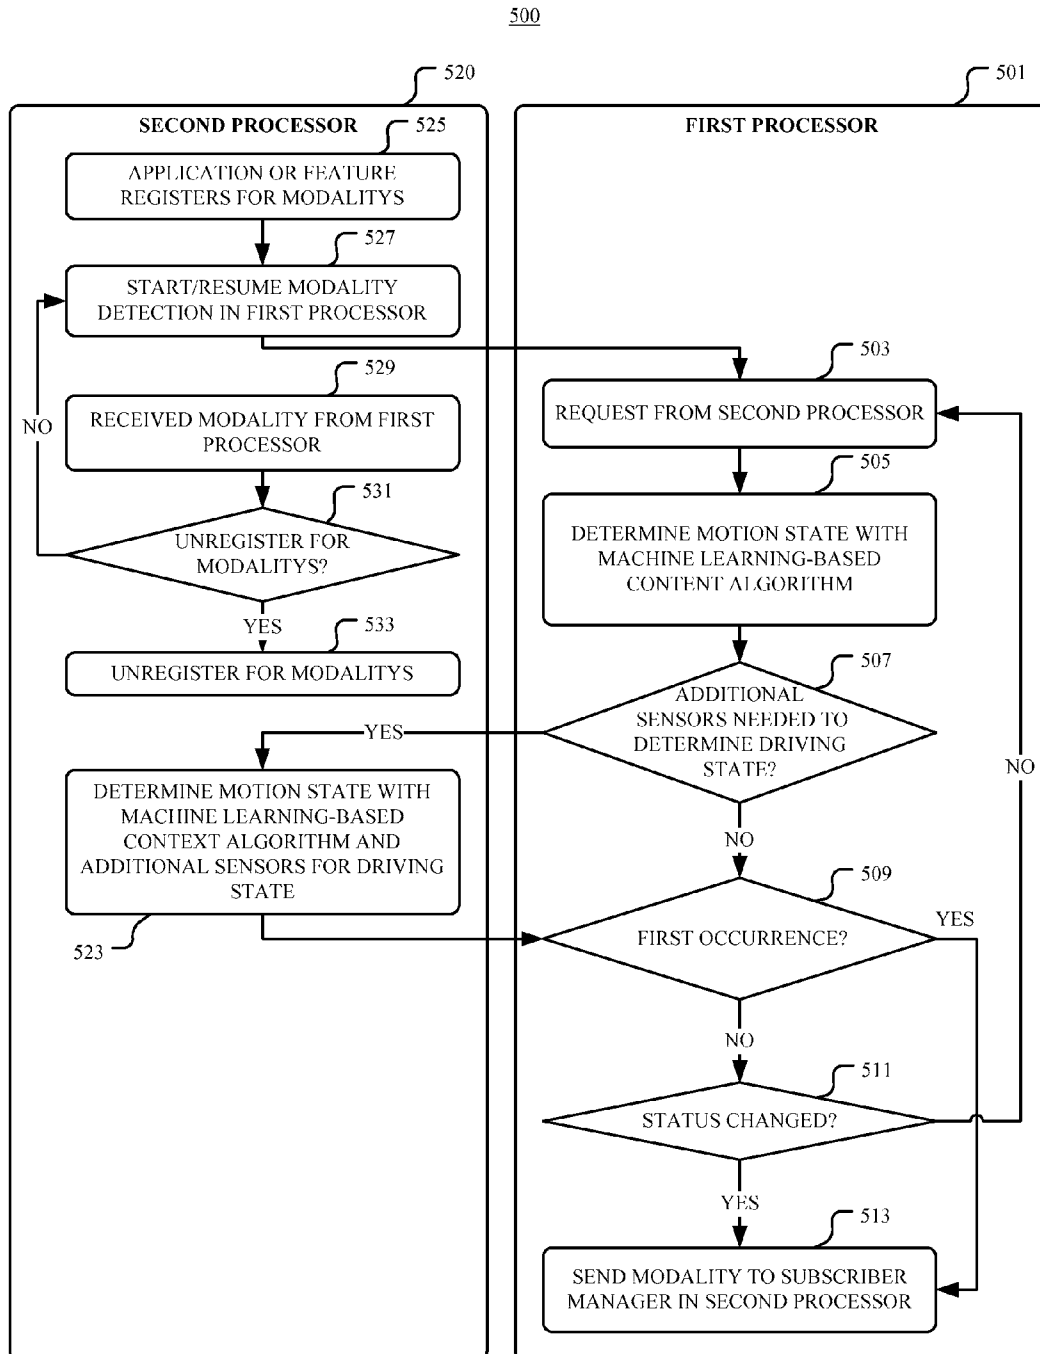 500
520
SECOND PROCESSOR
525
APPLICATION OR FEATURE
REGISTERS FOR MODALITYS
527
START/RESUME MODALITY
DETECTION IN FIRST PROCESSOR
529
RECEIVED MODALITY FROM FIRST
PROCESSOR
NO
531
UNREGISTER FOR
MODALITYS?
YES
533
UNREGISTER FOR MODALITYS
YES
DETERMINE MOTION STATE WITH
MACHINE LEARNING-BASED
CONTEXT ALGORITHM AND
ADDITIONAL SENSORS FOR DRIVING
STATE
523
501
FIRST PROCESSOR
503
REQUEST FROM SECOND PROCESSOR
505
DETERMINE MOTION STATE WITH
MACHINE LEARNING-BASED
CONTENT ALGORITHM
507
ADDITIONAL
SENSORS NEEDED TO
DETERMINE DRIVING
STATE?
NO
NO
509
FIRST OCCURRENCE?
YES
NO
511
STATUS CHANGED?
YES
513
SEND MODALITY TO SUBSCRIBER
MANAGER IN SECOND PROCESSOR